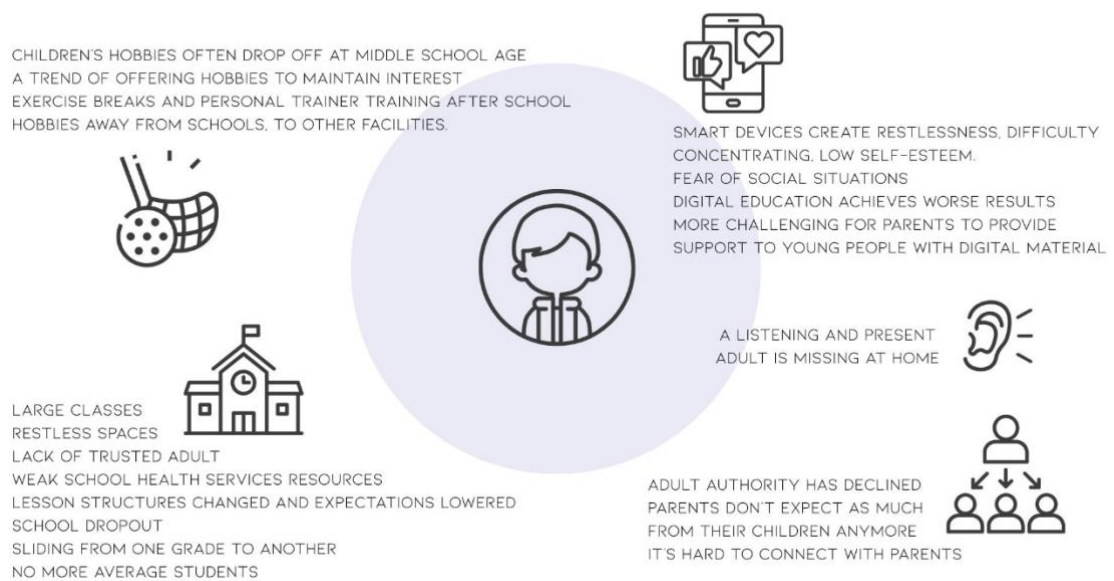 CHILDREN'S HOBBIES OFTEN DROP OFF AT MIDDLE SCHOOL AGE
A TREND OF OFFERING HOBBIES TO MAINTAIN INTEREST
EXERCISE BREAKS AND PERSONAL TRAINER TRAINING AFTER SCHOOL
HOBBIES AWAY FROM SCHOOLS, TO OTHER FACILITIES.
SMART DEVICES CREATE RESTLESSNESS, DIFFICULTY
CONCENTRATING, LOW SELF-ESTEEM.
FEAR OF SOCIAL SITUATIONS
DIGITAL EDUCATION ACHIEVES WORSE RESULTS
MORE CHALLENGING FOR PARENTS TO PROVIDE
SUPPORT TO YOUNG PEOPLE WITH DIGITAL MATERIAL
A LISTENING AND PRESENT
ADULT IS MISSING AT HOME
LARGE CLASSES
RESTLESS SPACES
LACK OF TRUSTED ADULT
WEAK SCHOOL HEALTH SERVICES RESOURCES
LESSON STRUCTURES CHANGED AND EXPECTATIONS LOWERED
SCHOOL DROPOUT
SLIDING FROM ONE GRADE TO ANOTHER
NO MORE AVERAGE STUDENTS
ADULT AUTHORITY HAS DECLINED
PARENTS DON'T EXPECT AS MUCH
FROM THEIR CHILDREN ANYMORE
IT'S HARD TO CONNECT WITH PARENTS